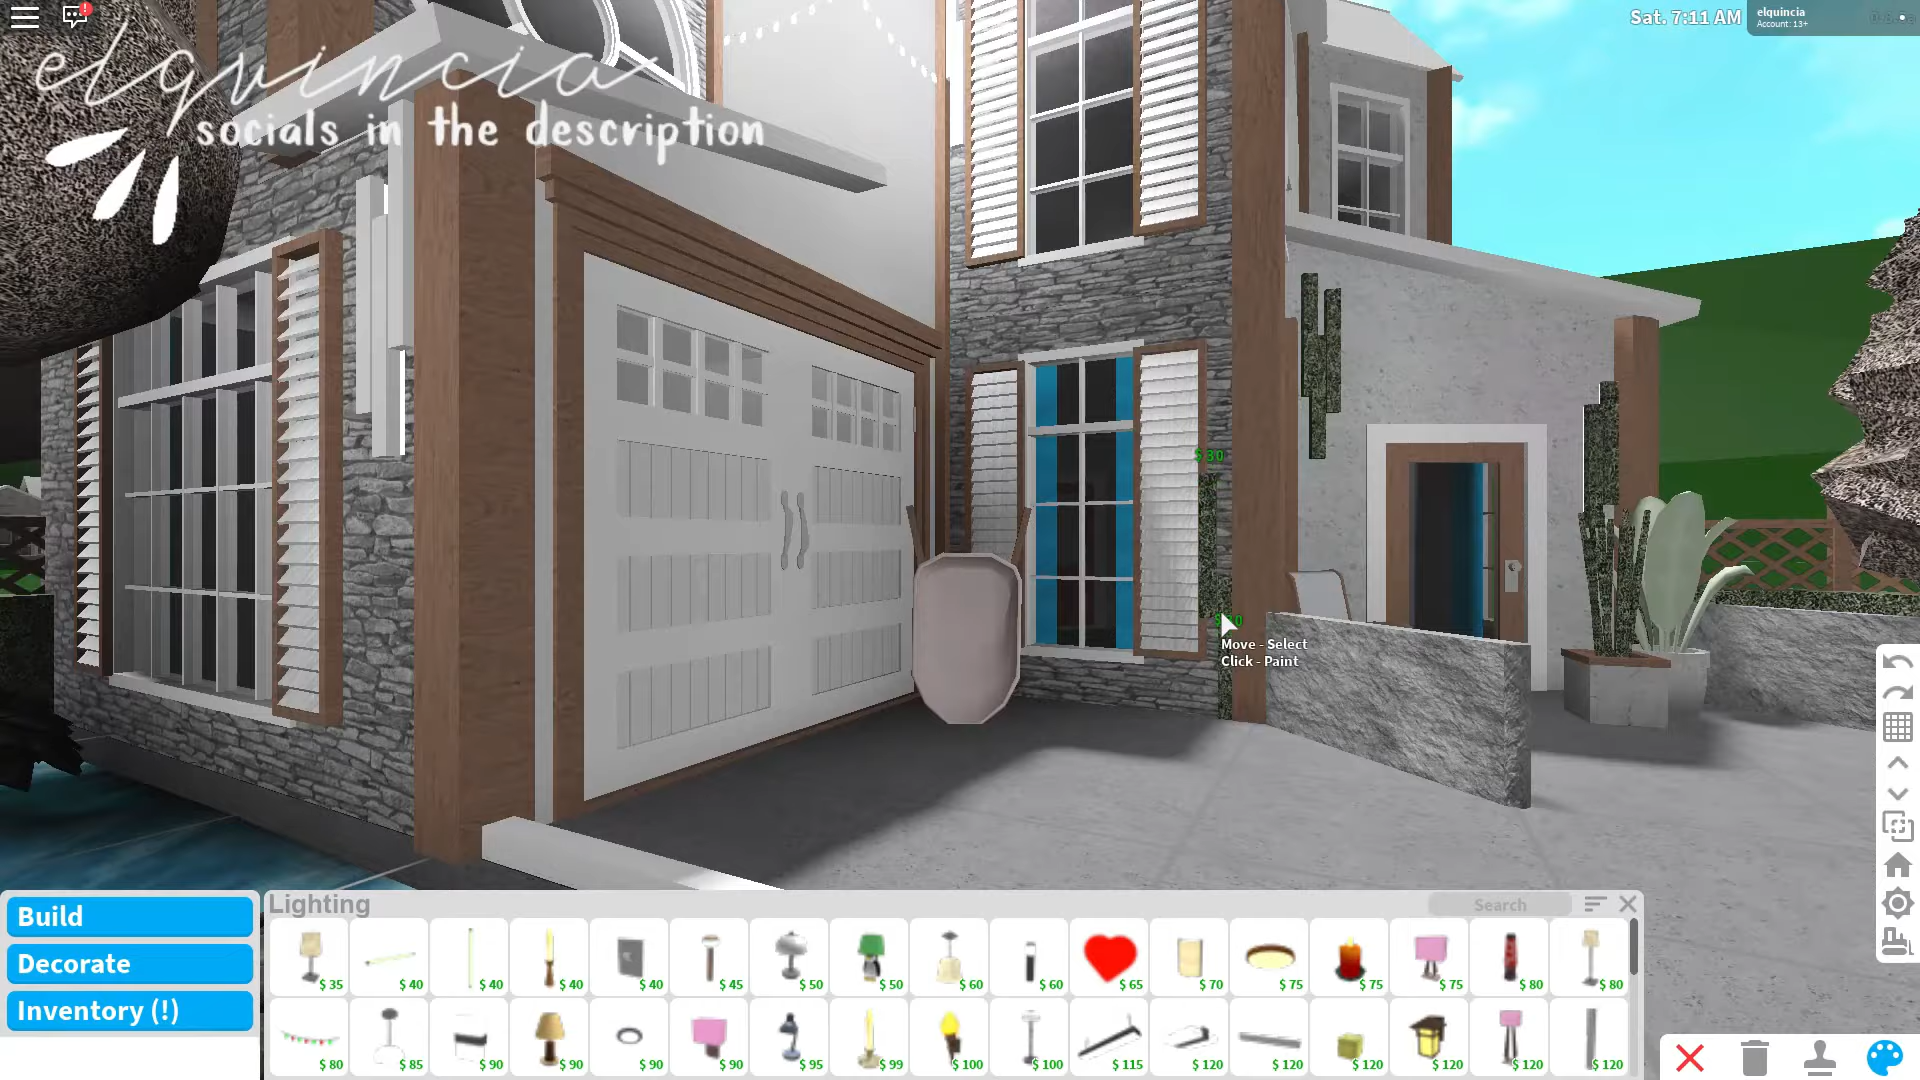 Sat. 7:11 AM
elquincia
Account: 13+
elquincia
socials in the description
$30
Move - Select
Click - Paint
Build
Decorate
Inventory (!)
Lighting
Search
$ 35
$ 40
$ 40
$ 40
$ 40
$ 45
$ 50
$ 50
$ 60
$ 60
$ 65
$ 70
$ 75
$ 75
$ 75
$ 80
$ 80
$ 80
$ 85
$ 90
$ 90
$ 90
$ 90
$ 95
$ 99
$ 100
$ 100
$ 115
$ 120
$ 120
$ 120
$ 120
$ 120
$ 120